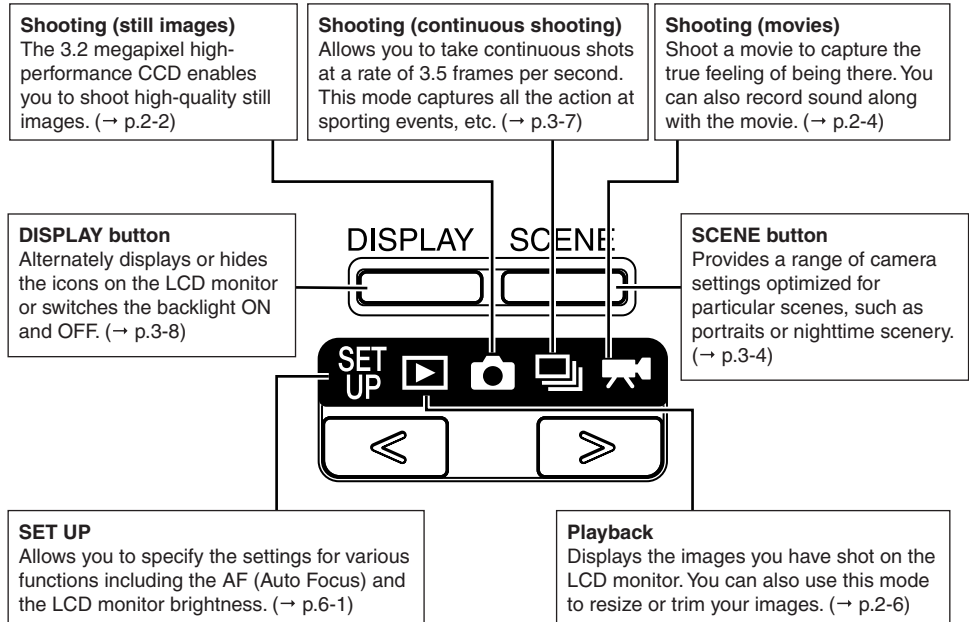 Shooting (still images)
The 3.2 megapixel high-
performance CCD enables
you to shoot high-quality still
images. (→ p.2-2)
Shooting (continuous shooting)
Allows you to take continuous shots
at a rate of 3.5 frames per second.
This mode captures all the action at
sporting events, etc. (→ p.3-7)
Shooting (movies)
Shoot a movie to capture the
true feeling of being there. You
can also record sound along
with the movie. (→ p.2-4)
DISPLAY button
Alternately displays or hides
the icons on the LCD monitor
or switches the backlight ON
and OFF. (→ p.3-8)
DISPLAY SCENE
SCENE button
Provides a range of camera
settings optimized for
particular scenes, such as
portraits or nighttime scenery.
(→ p.3-4)
SET
UP
SET UP
Allows you to specify the settings for various
functions including the AF (Auto Focus) and
the LCD monitor brightness. (→ p.6-1)
Playback
Displays the images you have shot on the
LCD monitor. You can also use this mode
to resize or trim your images. (→ p.2-6)